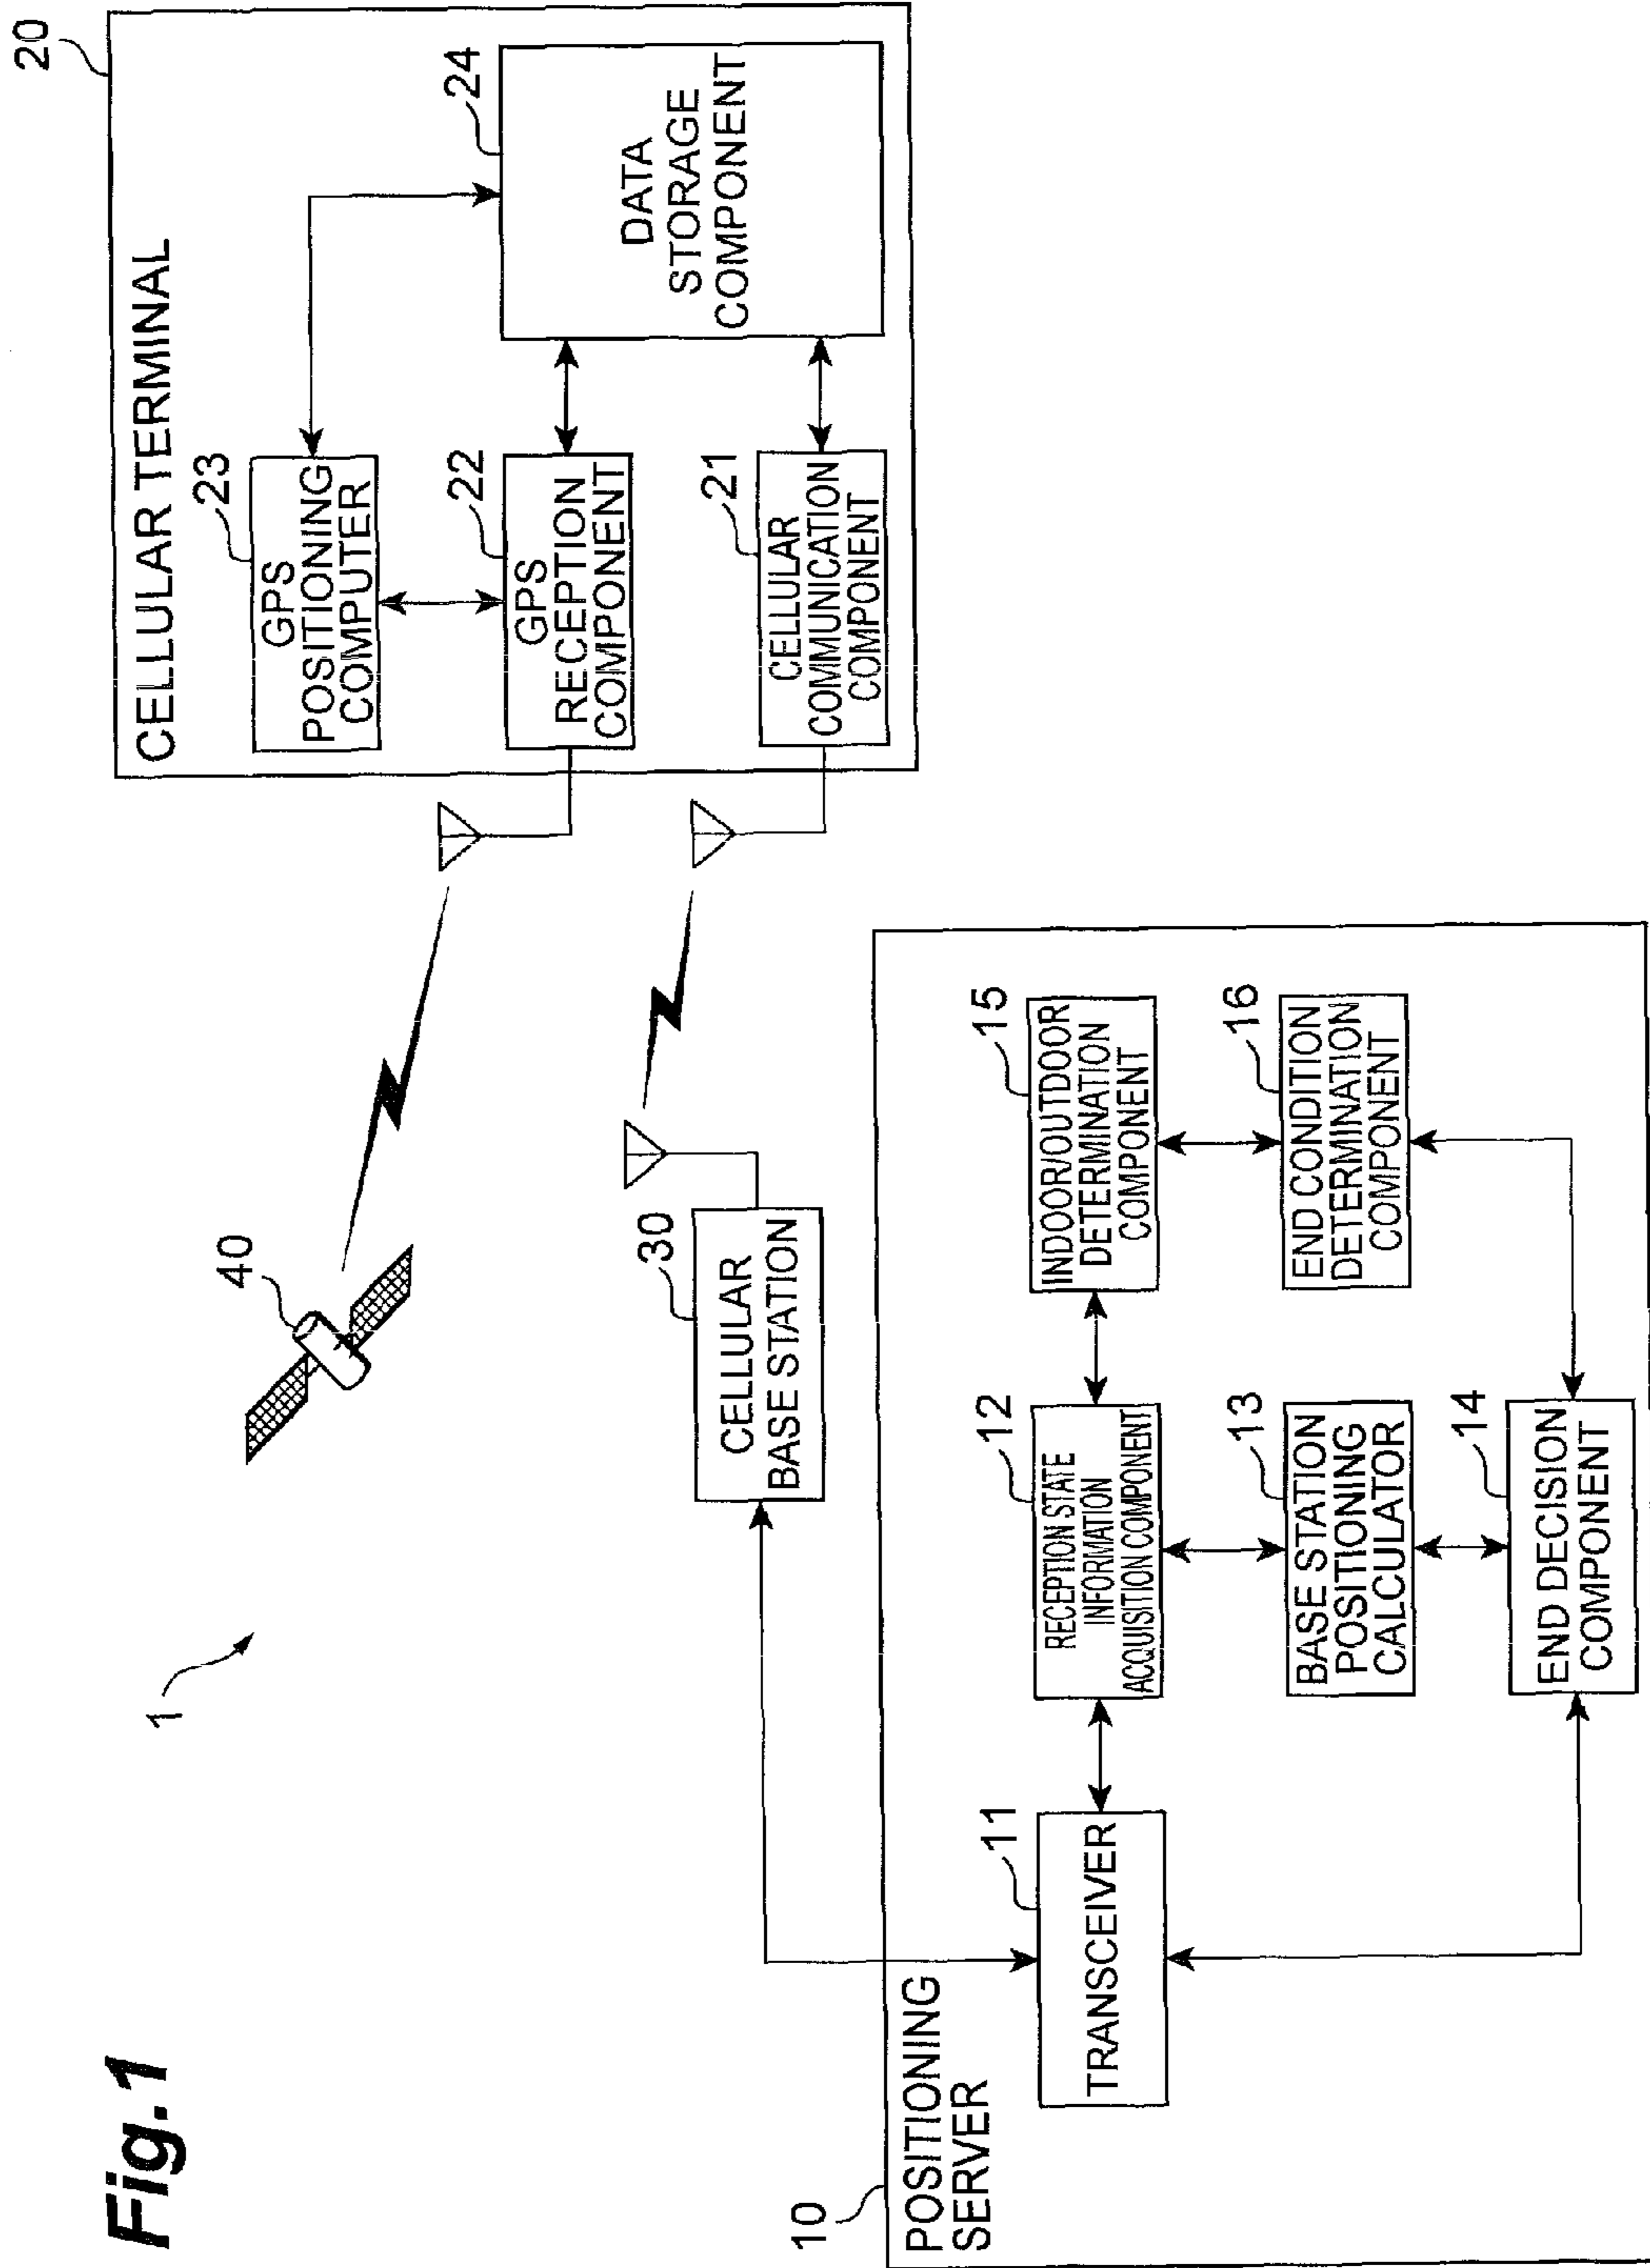 Fig.1
1
40
20
CELLULAR TERMINAL
23
GPS
POSITIONING
COMPUTER
22
GPS
RECEPTION
COMPONENT
21
CELLULAR
COMMUNICATION
COMPONENT
24
DATA
STORAGE
COMPONENT
30
CELLULAR
BASE STATION
10
POSITIONING
SERVER
11
TRANSCEIVER
12
RECEPTION STATE
INFORMATION
ACQUISITION COMPONENT
15
INDOOR/OUTDOOR
DETERMINATION
COMPONENT
13
BASE STATION
POSITIONING
CALCULATOR
16
END CONDITION
DETERMINATION
COMPONENT
14
END DECISION
COMPONENT